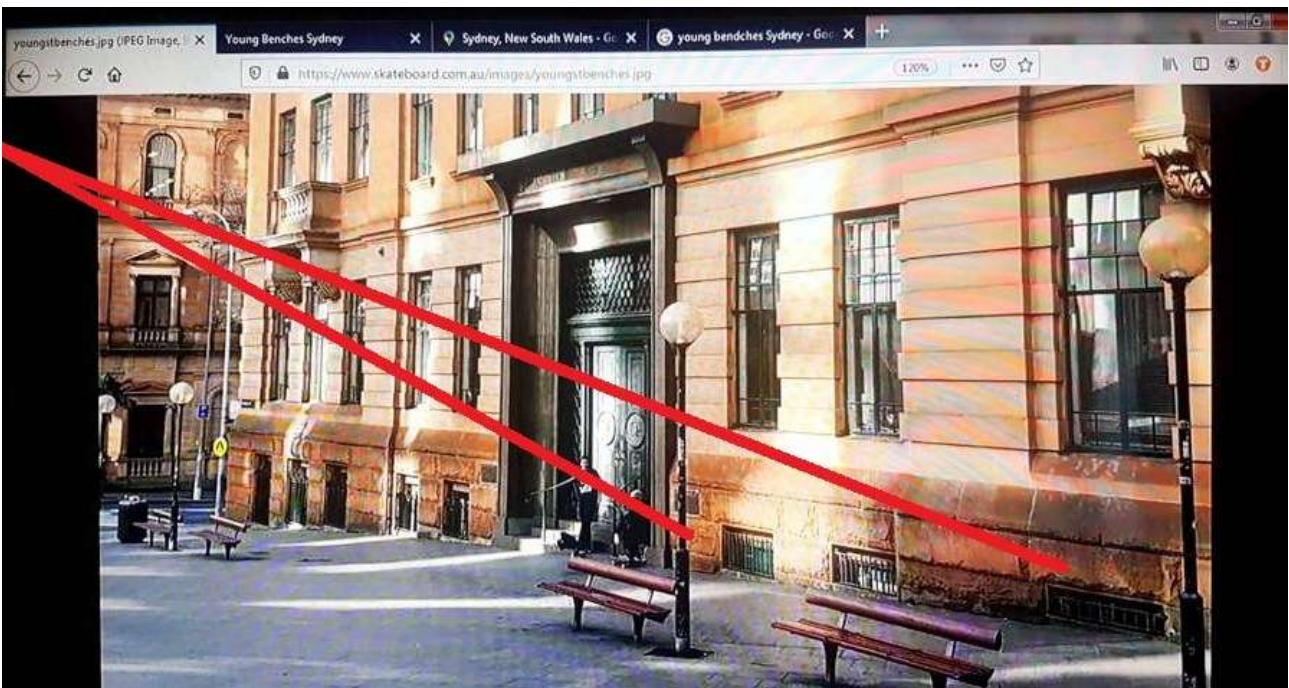 youngstbenches.jpg (JPEG Image, Young Benches Sydney Sydney, New South Wales - Go young bendches Sydney - Goo
https://www.skateboard.com.au/images/youngstbenches.jpg 120%